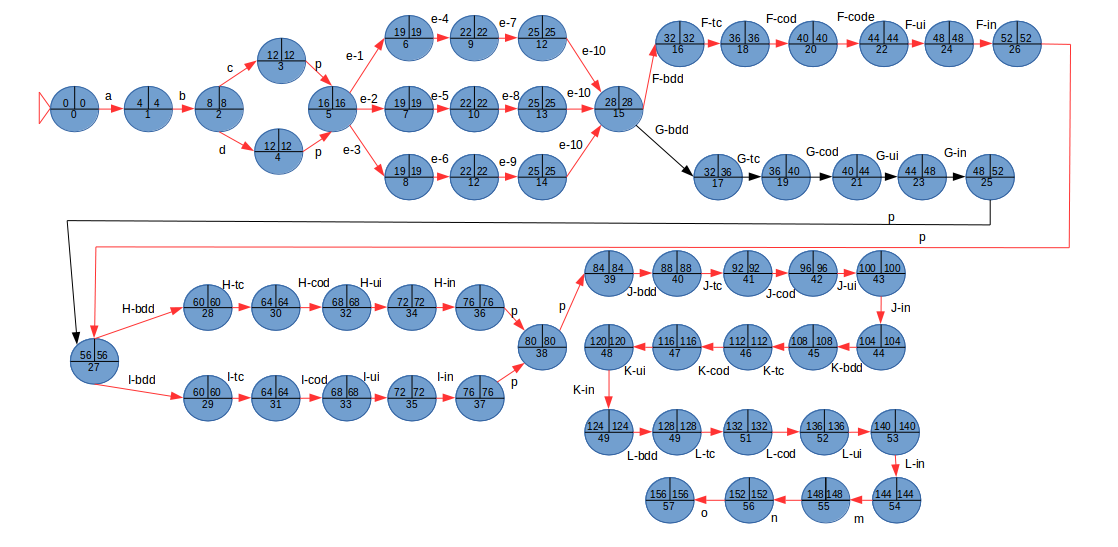 e-4 e-7 F-tc F-cod F-code F-ui F-in
19 19 22 22 25 25 32 32 36 36 40 40 44 44 48 48 52 52
6 9 12 16 18 20 22 24 26
12 12 e-1 e-10
3
c p F-bdd
a b e-2 e-5 e-8 e-10
0 0 4 4 8 8 16 16 19 19 22 22 25 25 28 28
0 1 2 5 7 10 13 15
G-bdd
d p e-3 e-10
12 12
4
e-6 e-9 G-tc G-cod G-ui G-in
19 19 22 22 25 25 32 36 36 40 40 44 44 48 48 52
8 12 14 17 19 21 23 25
p
p
84 84 88 88 92 92 96 96 100 100
39 40 41 42 43
J-bdd J-tc J-cod J-ui
H-tc H-cod H-ui H-in
H-bdd p p J-in
60 60 64 64 68 68 72 72 76 76
28 30 32 34 36
80 80 120 120 116 116 112 112 108 108 104 104
38 48 47 46 45 44
56 56
27
K-ui K-cod K-tc K-bdd
I-bdd I-tc I-cod I-ui I-in p
60 60 64 64 68 68 72 72 76 76
29 31 33 35 37
K-in
124 124 128 128 132 132 136 136 140 140
49 49 51 52 53
L-bdd L-tc L-cod L-ui
L-in
156 156 152 152 148 148 144 144
57 56 55 54
o n m